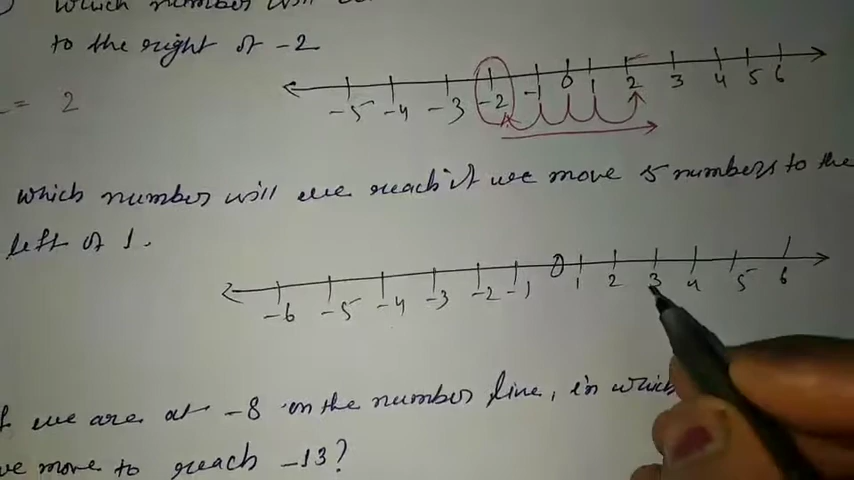 which number will
to the right of -2
= 2
-5 -4 -3 -2 -1 0 1 2 3 4 5 6
which number will we reach if we move 5 numbers to the
left of 1.
-6 -5 -4 -3 -2 -1 0 1 2 3 4 5 6
we are at -8 on the number line, in which
we move to reach -13?